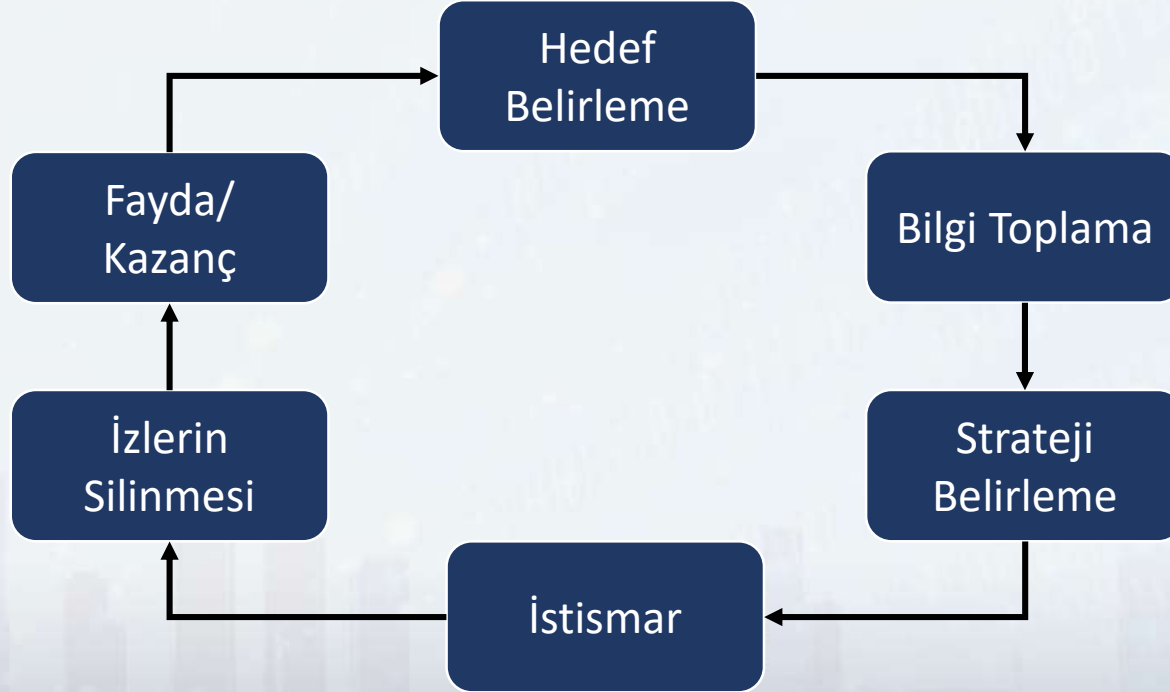 Hedef
Belirleme
Bilgi Toplama
Strateji
Belirleme
İstismar
İzlerin
Silinmesi
Fayda/
Kazanç